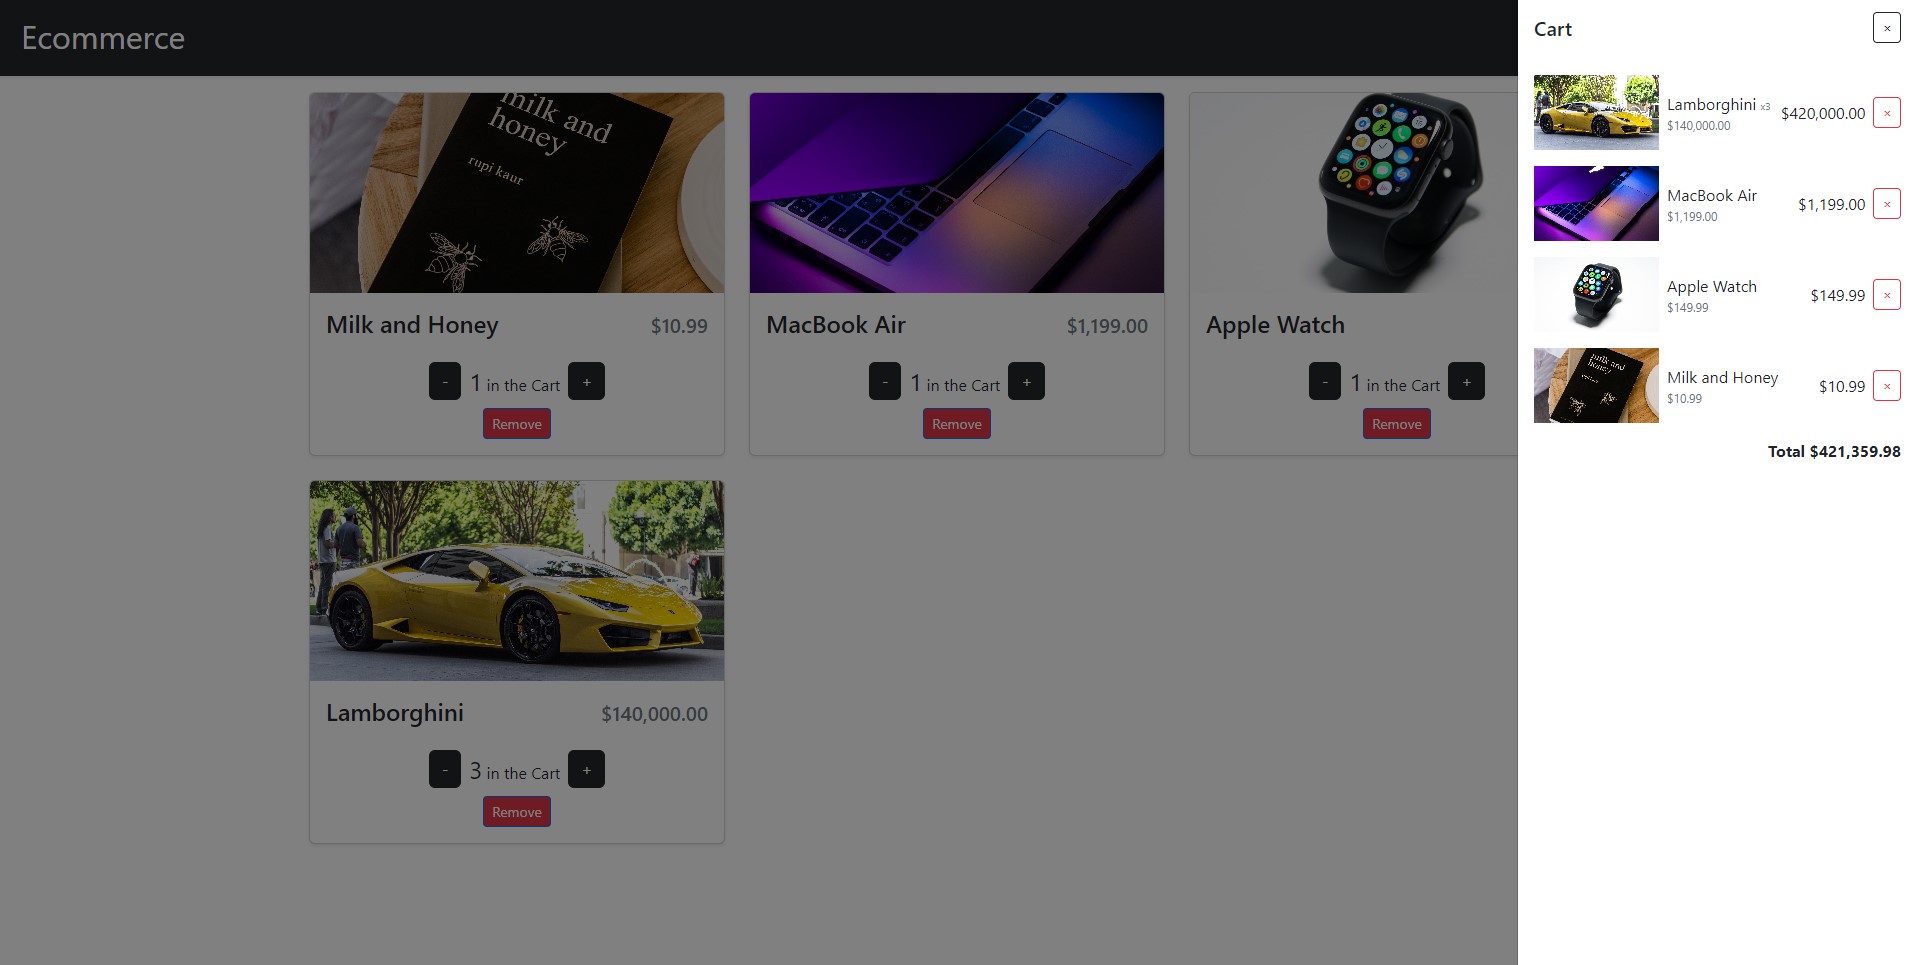 Ecommerce
milk and
honey
rupi kaur
Milk and Honey $10.99
- 1 in the Cart +
Remove
MacBook Air $1,199.00
- 1 in the Cart +
Remove
Apple Watch
- 1 in the Cart +
Remove
Lamborghini $140,000.00
- 3 in the Cart +
Remove
Cart ×
Lamborghini x3 $420,000.00 ×
$140,000.00
MacBook Air $1,199.00 ×
$1,199.00
Apple Watch $149.99 ×
$149.99
milk and
honey
Milk and Honey $10.99 ×
$10.99
Total $421,359.98